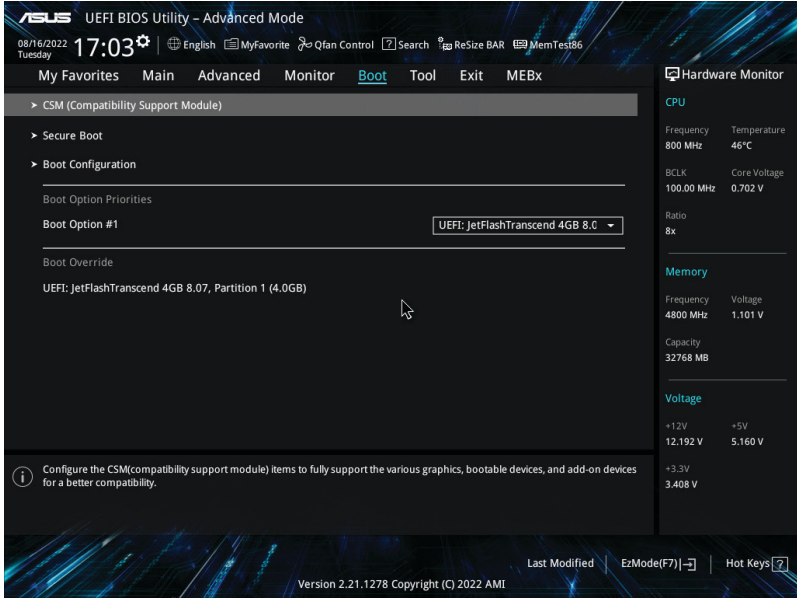 ASUS UEFI BIOS Utility – Advanced Mode
08/16/2022 Tuesday 17:03 English MyFavorite Qfan Control ? Search ReSize BAR MemTest86
My Favorites Main Advanced Monitor Boot Tool Exit MEBx
> CSM (Compatibility Support Module)
> Secure Boot
> Boot Configuration
Boot Option Priorities
Boot Option #1 UEFI: JetFlashTranscend 4GB 8.0
Boot Override
UEFI: JetFlashTranscend 4GB 8.07, Partition 1 (4.0GB)
Configure the CSM(compatibility support module) items to fully support the various graphics, bootable devices, and add-on devices
for a better compatibility.
Hardware Monitor
CPU
Frequency Temperature
800 MHz 46°C
BCLK Core Voltage
100.00 MHz 0.702 V
Ratio
8x
Memory
Frequency Voltage
4800 MHz 1.101 V
Capacity
32768 MB
Voltage
+12V +5V
12.192 V 5.160 V
+3.3V
3.408 V
Last Modified EzMode(F7) Hot Keys ?
Version 2.21.1278 Copyright (C) 2022 AMI